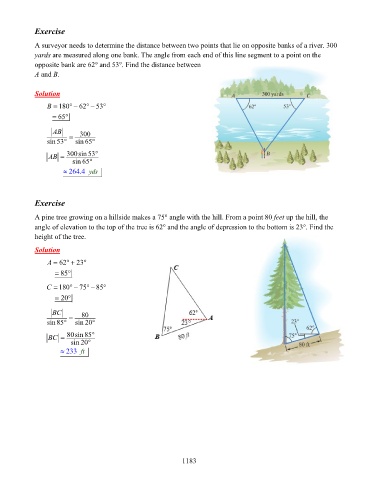 Exercise
A surveyor needs to determine the distance between two points that lie on opposite banks of a river. 300
yards are measured along one bank. The angle from each end of this line segment to a point on the
opposite bank are 62° and 53°. Find the distance between
A and B.
Solution
B = 180° − 62° − 53°
= 65°
|AB| / sin 53° = 300 / sin 65°
|AB| = 300 sin 53° / sin 65°
≈ 264.4 yds
A 300 yards C
62° 53°
B
Exercise
A pine tree growing on a hillside makes a 75° angle with the hill. From a point 80 feet up the hill, the
angle of elevation to the top of the tree is 62° and the angle of depression to the bottom is 23°. Find the
height of the tree.
Solution
A = 62° + 23°
= 85°
C = 180° − 75° − 85°
= 20°
|BC| / sin 85° = 80 / sin 20°
|BC| = 80 sin 85° / sin 20°
≈ 233 ft
C
62°
A
23°
75°
B 80 ft
23°
62°
75°
80 ft
1183